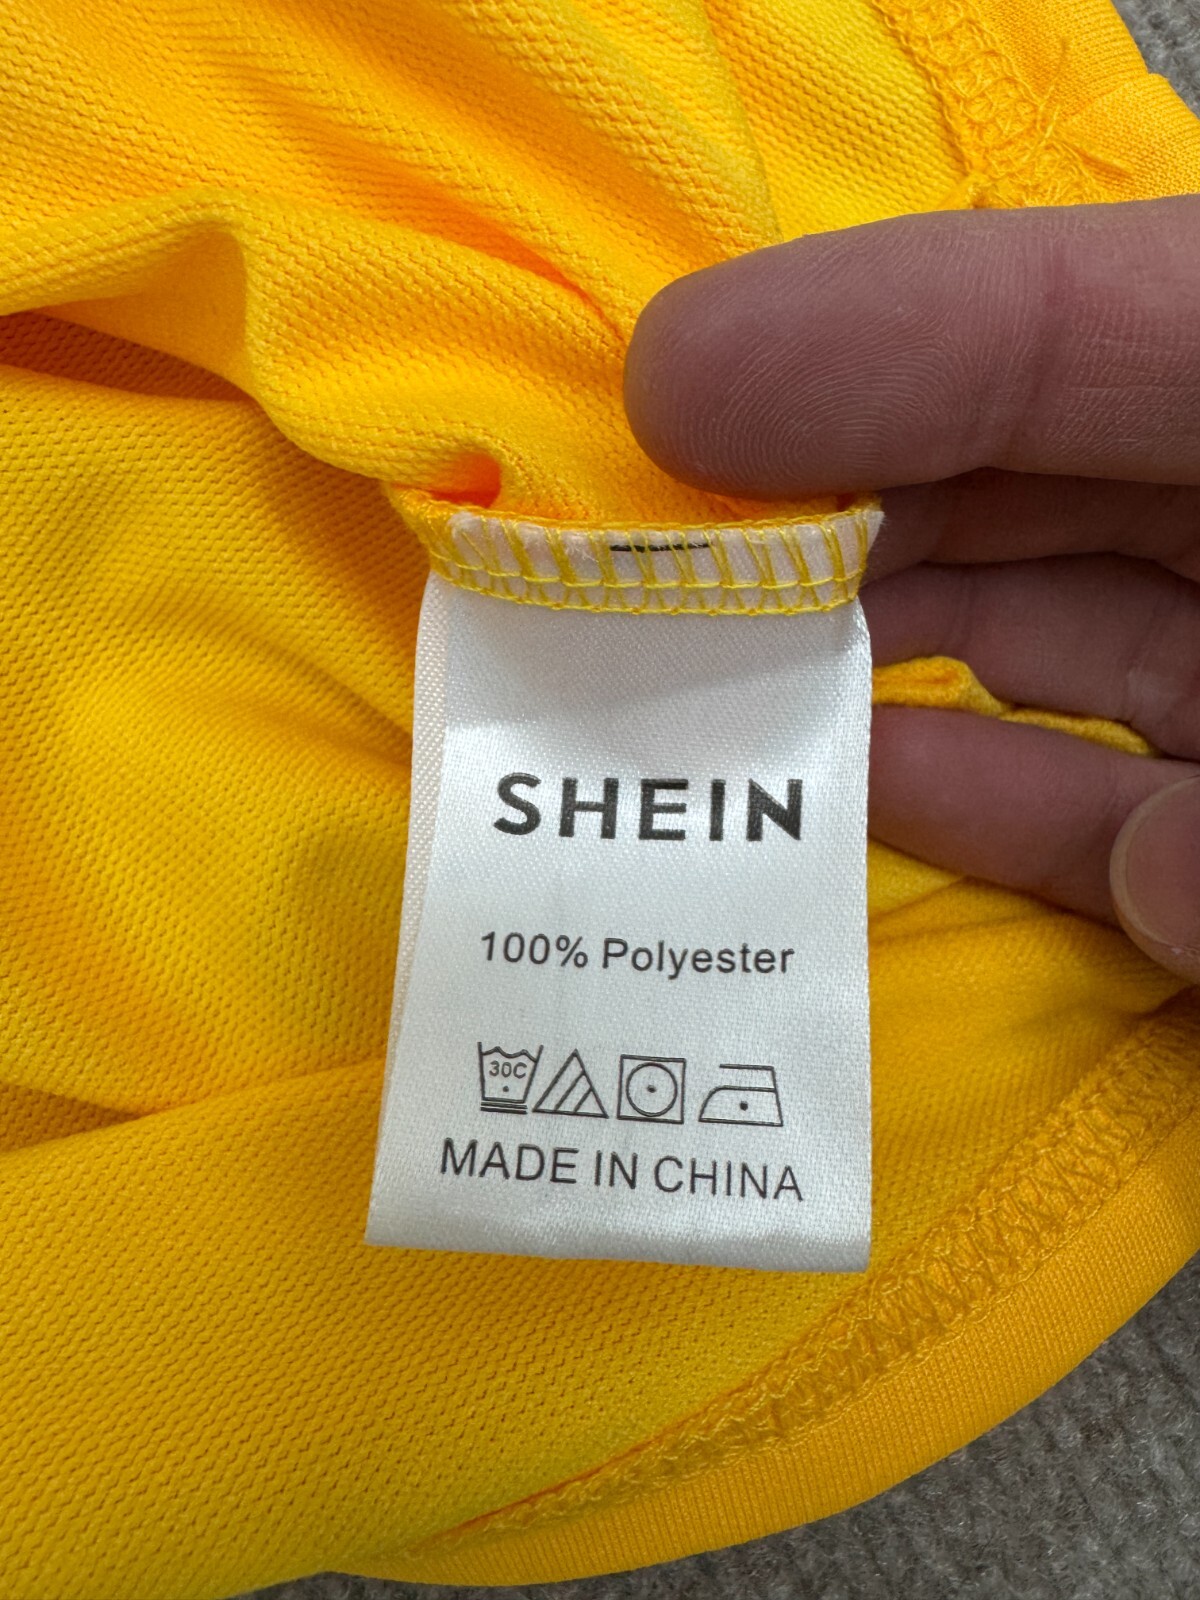 SHEIN
100% Polyester
30C
MADE IN CHINA